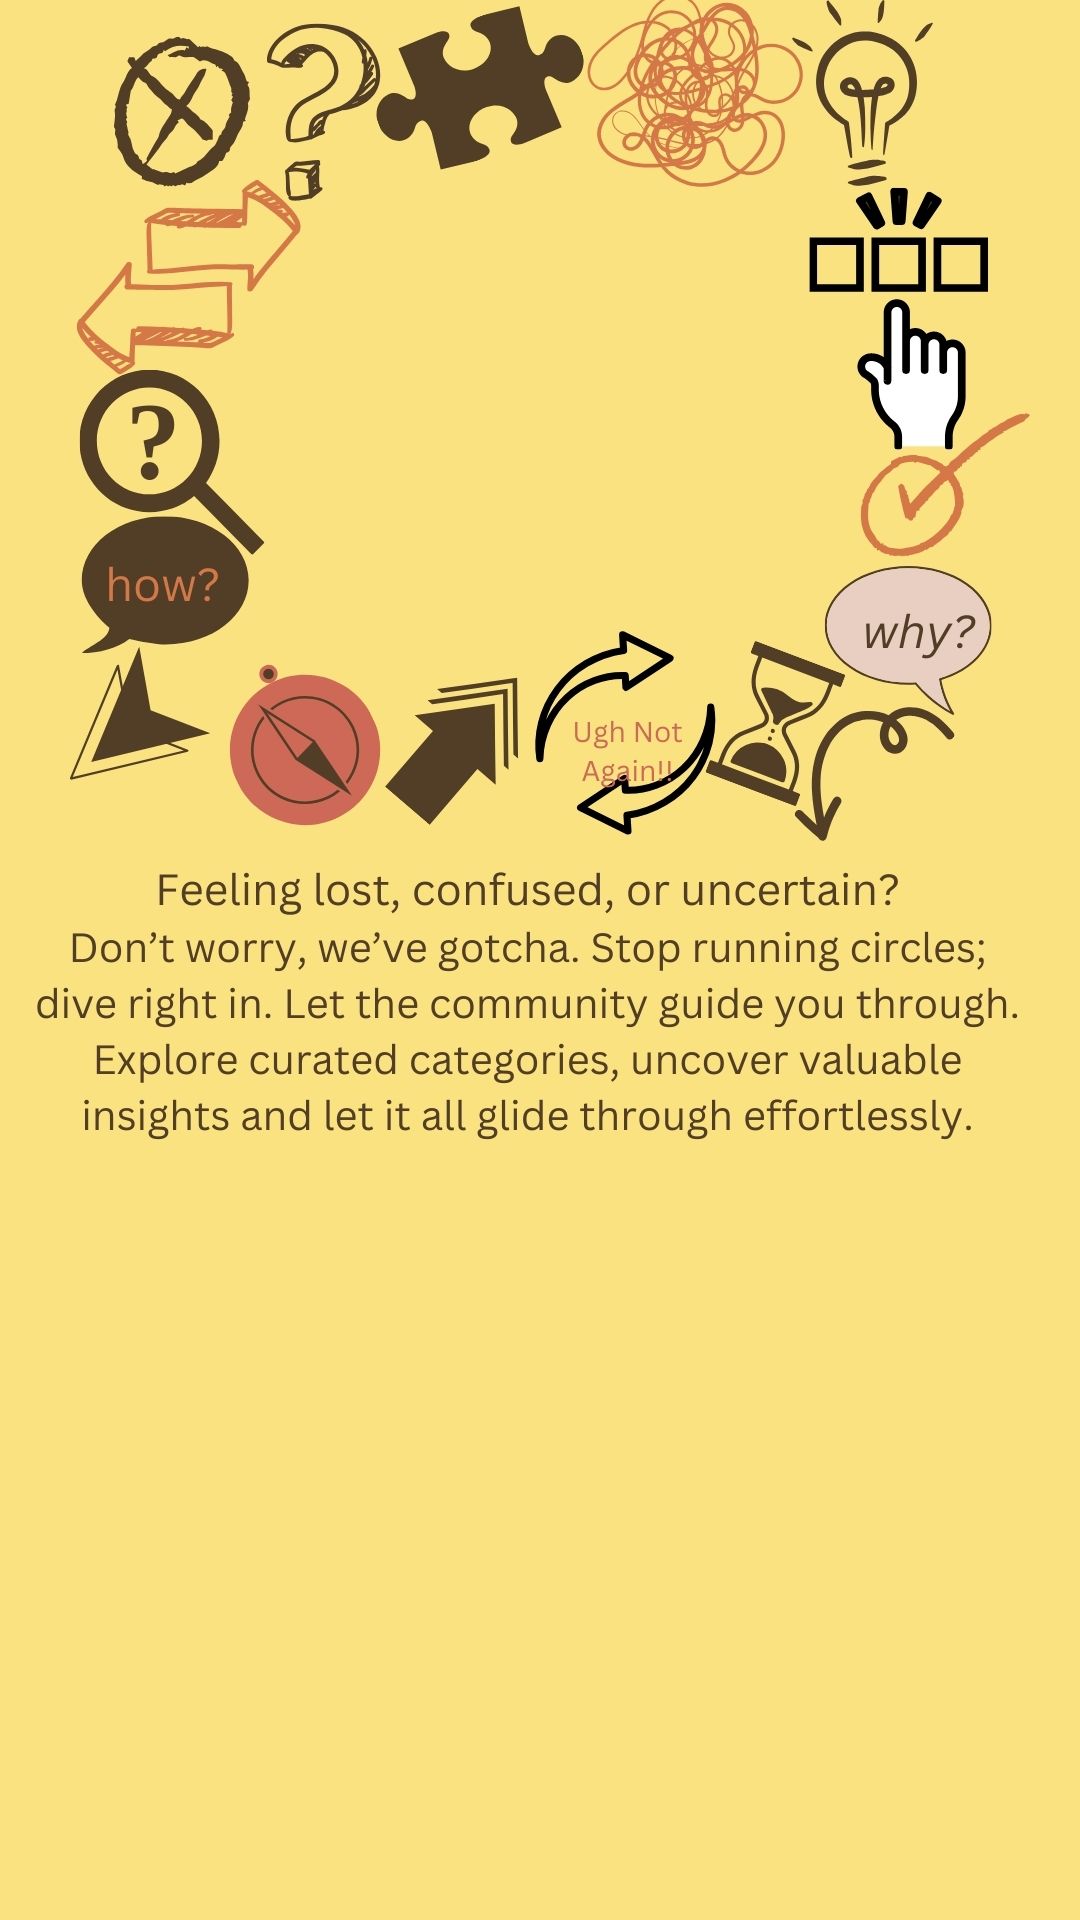 ?
how?
why?
Ugh Not
Again!!
Feeling lost, confused, or uncertain?
Don’t worry, we’ve gotcha. Stop running circles;
dive right in. Let the community guide you through.
Explore curated categories, uncover valuable
insights and let it all glide through effortlessly.